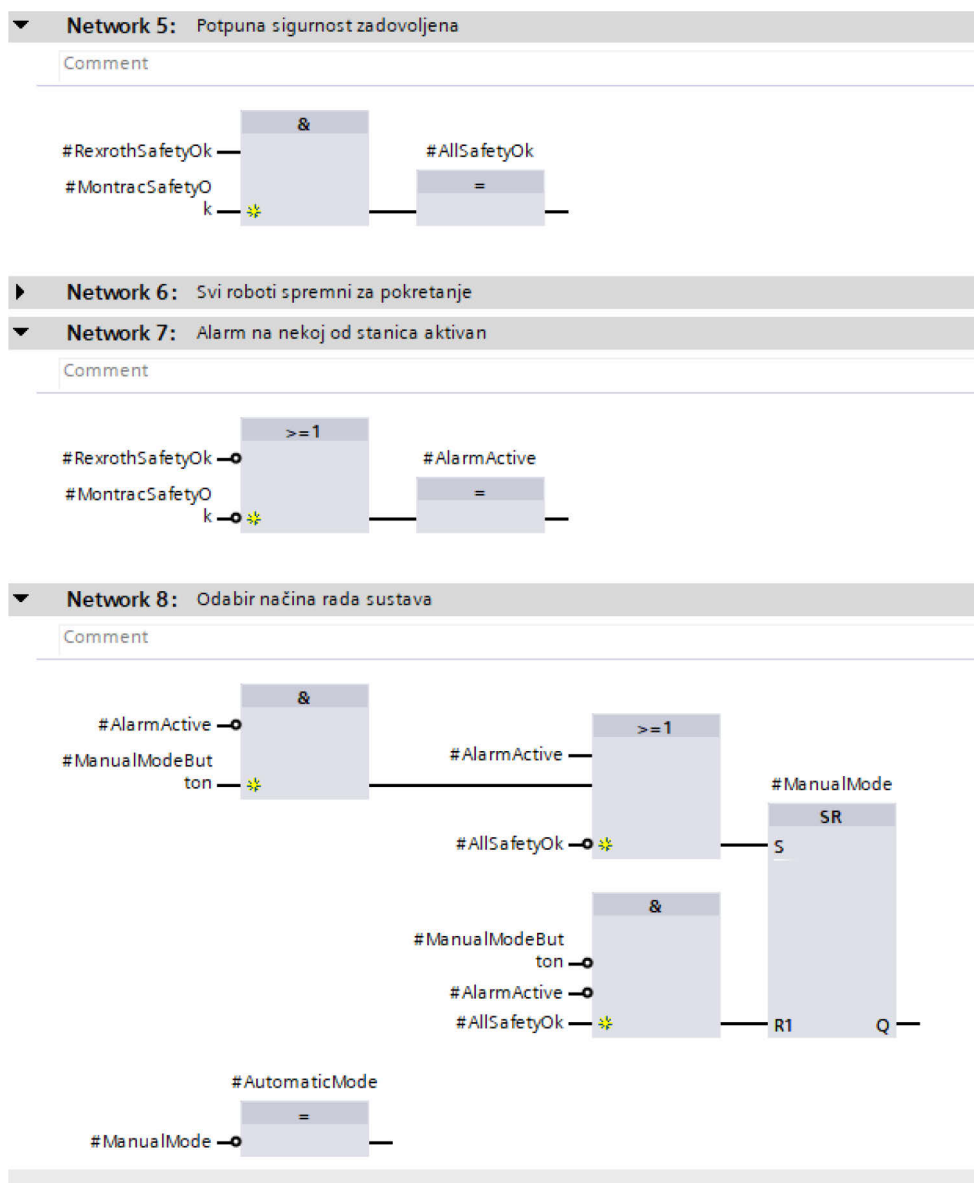 Network 5: Potpuna sigurnost zadovoljena
Comment
&
#RexrothSafetyOk
#AllSafetyOk
#MontracSafetyO
k
=
Network 6: Svi roboti spremni za pokretanje
Network 7: Alarm na nekoj od stanica aktivan
Comment
>=1
#RexrothSafetyOk
#AlarmActive
#MontracSafetyO
k
=
Network 8: Odabir načina rada sustava
Comment
&
#AlarmActive
>=1
#ManualModeBut
ton
#AlarmActive
#ManualMode
SR
#AllSafetyOk
S
&
#ManualModeBut
ton
#AlarmActive
#AllSafetyOk
R1 Q
#AutomaticMode
=
#ManualMode